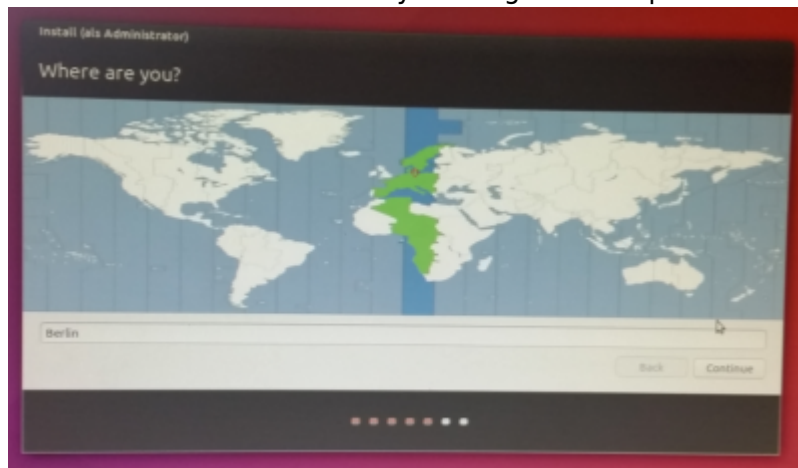 Install (als Administrator)
Where are you?
Berlin
Back
Continue